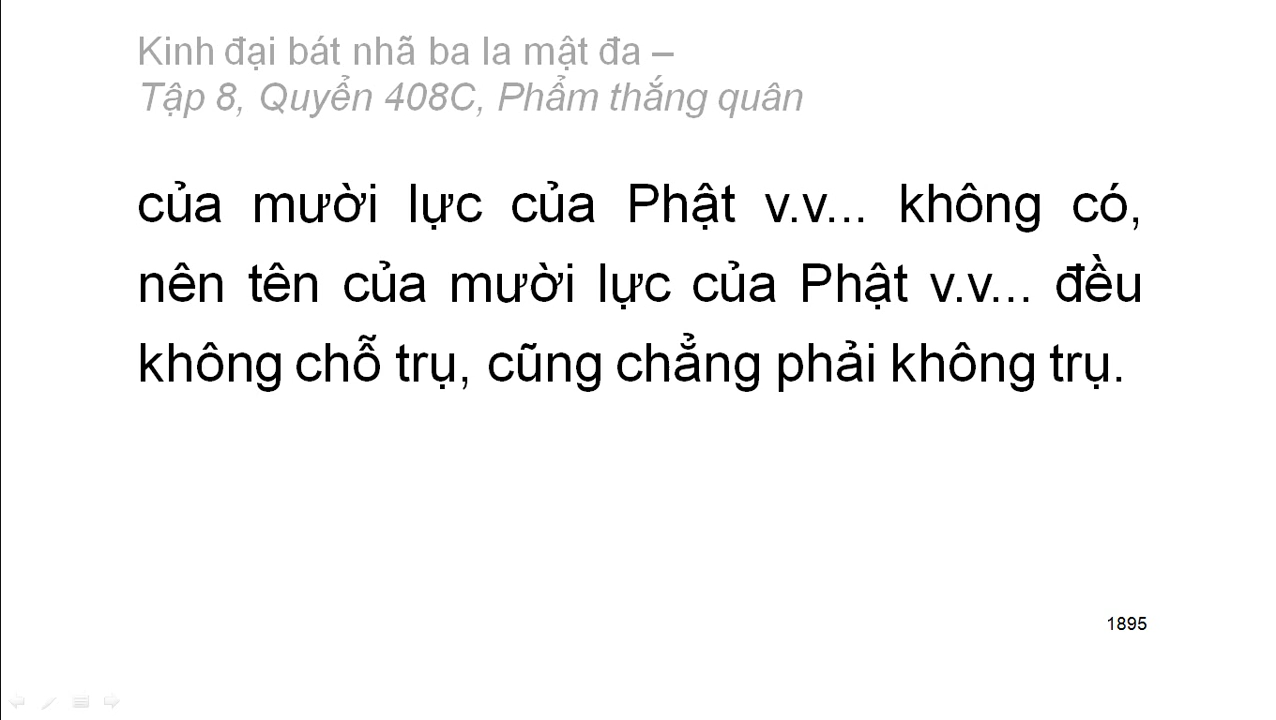 Kinh đại bát nhã ba la mật đa –
Tập 8, Quyển 408C, Phẩm thắng quân
của mười lực của Phật v.v... không có,
nên tên của mười lực của Phật v.v... đều
không chỗ trụ, cũng chẳng phải không trụ.
1895